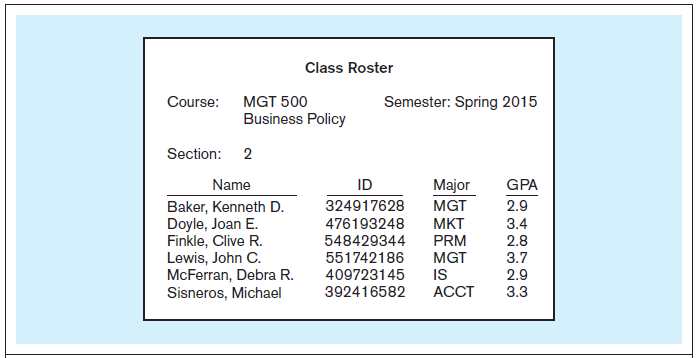 Class Roster
Course: MGT 500 Semester: Spring 2015
Business Policy
Section: 2
Name ID Major GPA
Baker, Kenneth D. 324917628 MGT 2.9
Doyle, Joan E. 476193248 MKT 3.4
Finkle, Clive R. 548429344 PRM 2.8
Lewis, John C. 551742186 MGT 3.7
McFerran, Debra R. 409723145 IS 2.9
Sisneros, Michael 392416582 ACCT 3.3